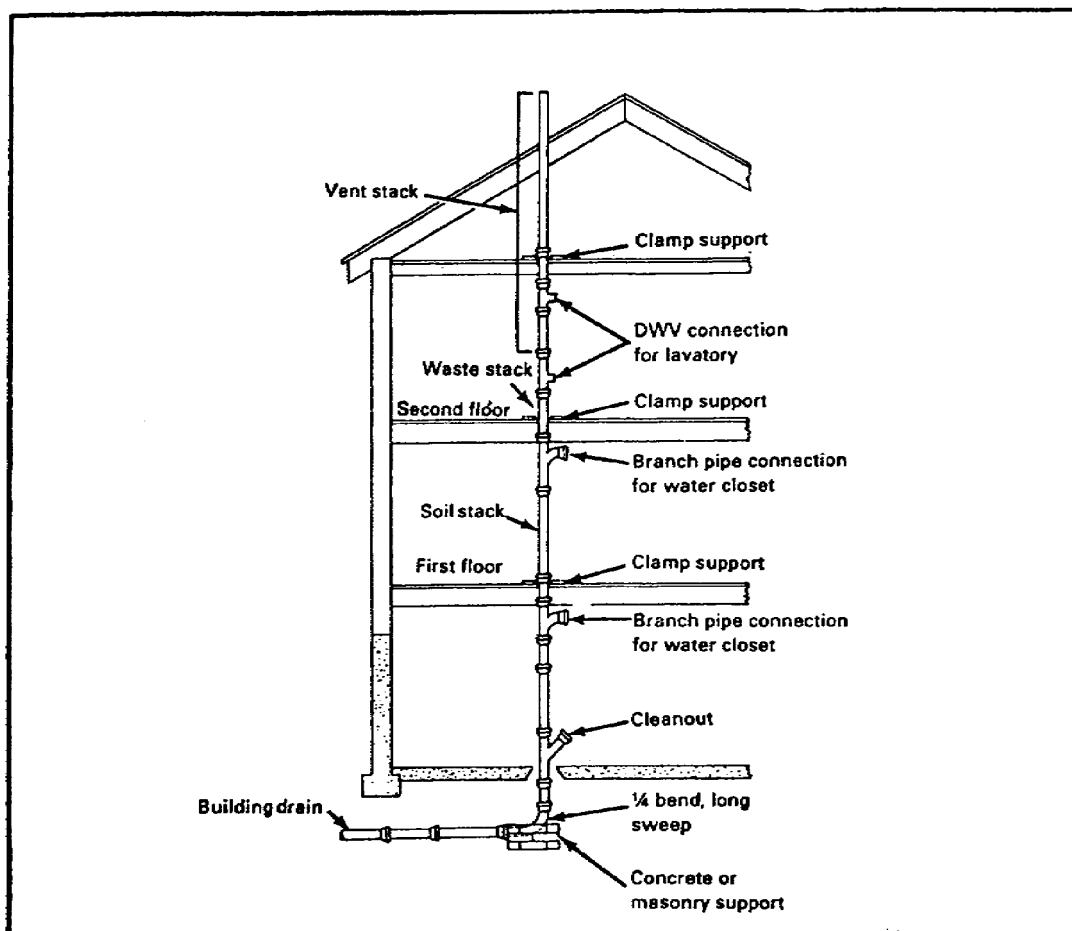 Vent stack
Clamp support
DWV connection
for lavatory
Waste stack
Second floor
Clamp support
Branch pipe connection
for water closet
Soil stack
First floor
Clamp support
Branch pipe connection
for water closet
Cleanout
Building drain
¼ bend, long
sweep
Concrete or
masonry support